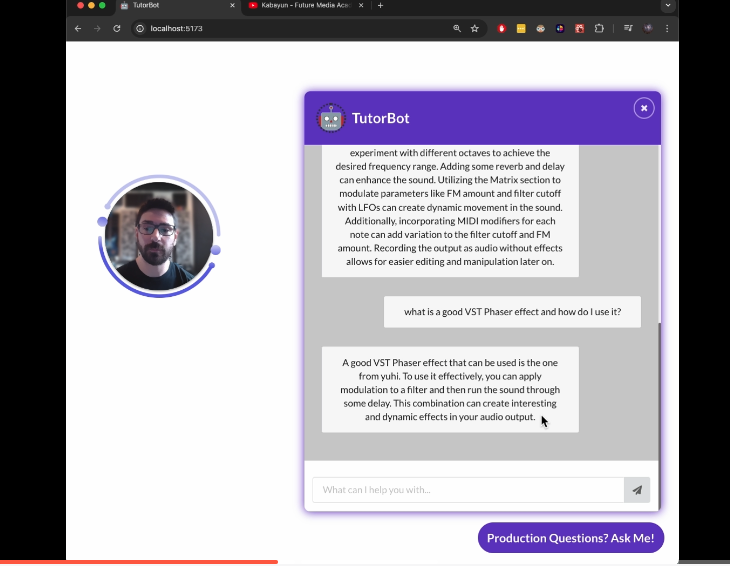 TutorBot
Kabayun - Future Media Aca
localhost:5173
TutorBot
experiment with different octaves to achieve the
desired frequency range. Adding some reverb and delay
can enhance the sound. Utilizing the Matrix section to
modulate parameters like FM amount and filter cutoff
with LFOs can create dynamic movement in the sound.
Additionally, incorporating MIDI modifiers for each
note can add variation to the filter cutoff and FM
amount. Recording the output as audio without effects
allows for easier editing and manipulation later on.
what is a good VST Phaser effect and how do I use it?
A good VST Phaser effect that can be used is the one
from yuhi. To use it effectively, you can apply
modulation to a filter and then run the sound through
some delay. This combination can create interesting
and dynamic effects in your audio output.
What can I help you with...
Production Questions? Ask Me!